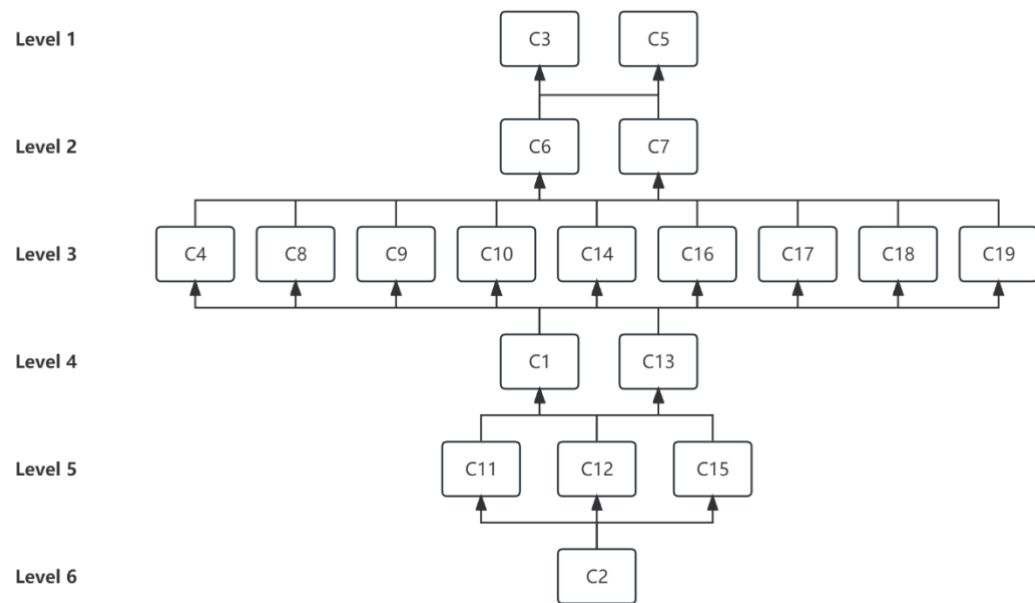 Level 1 C3 C5
Level 2 C6 C7
Level 3 C4 C8 C9 C10 C14 C16 C17 C18 C19
Level 4 C1 C13
Level 5 C11 C12 C15
Level 6 C2